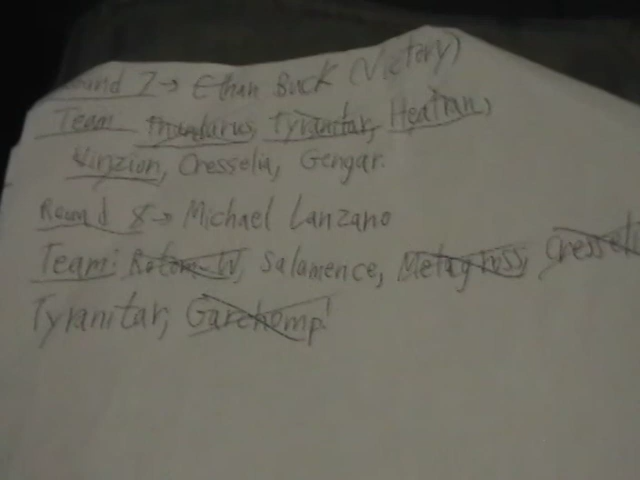 Round 7 → Ethan Buck (Victory)
Team Thundurus, Tyranitar, Heatran,
Virizion, Cresselia, Gengar.
Round 8 → Michael Lanzano
Team: Rotom-W, Salamence, Metagross, Cresseli
Tyranitar, Garchomp!